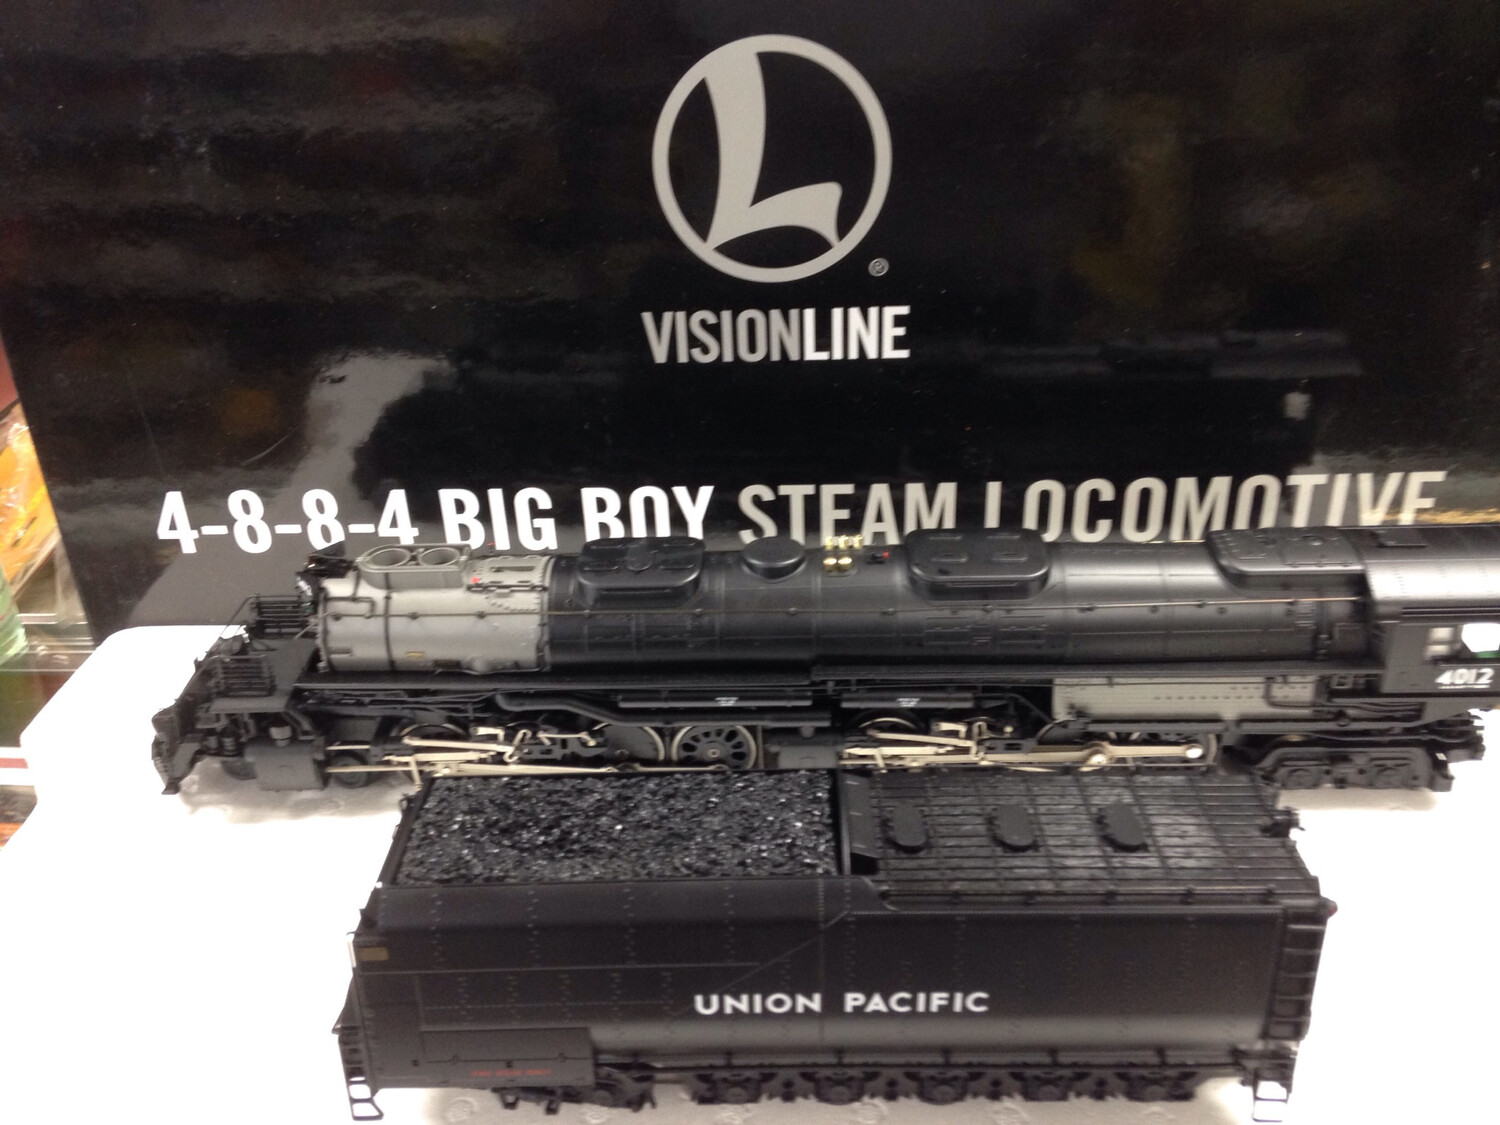 L
®
VISIONLINE
4-8-8-4 BIG BOY STEAM LOCOMOTIVE
4012
UNION PACIFIC